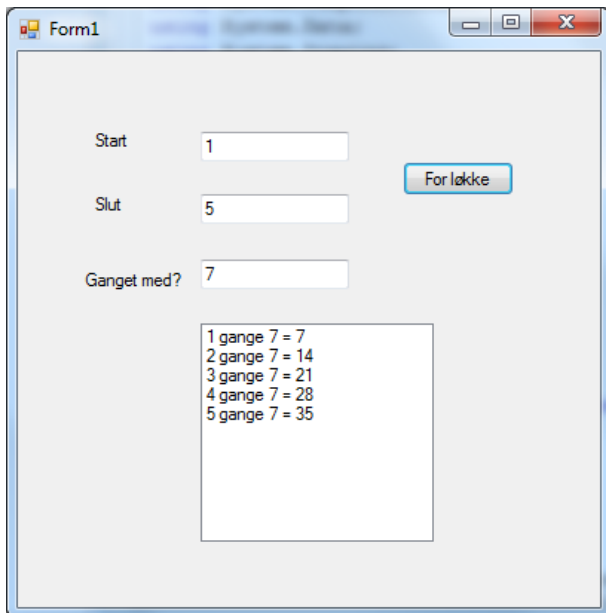 Form1
Start
1
For løkke
Slut
5
Ganget med?
7
1 gange 7 = 7
2 gange 7 = 14
3 gange 7 = 21
4 gange 7 = 28
5 gange 7 = 35